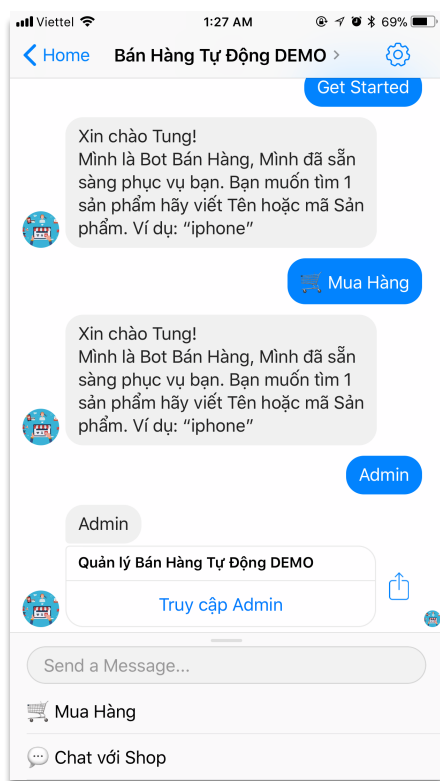 Viettel 1:27 AM 69%
Home Bán Hàng Tự Động DEMO
Get Started
Xin chào Tung!
Mình là Bot Bán Hàng, Mình đã sẵn
sàng phục vụ bạn. Bạn muốn tìm 1
sản phẩm hãy viết Tên hoặc mã Sản
phẩm. Ví dụ: “iphone”
🛒 Mua Hàng
Xin chào Tung!
Mình là Bot Bán Hàng, Mình đã sẵn
sàng phục vụ bạn. Bạn muốn tìm 1
sản phẩm hãy viết Tên hoặc mã Sản
phẩm. Ví dụ: “iphone”
Admin
Admin
Quản lý Bán Hàng Tự Động DEMO
Truy cập Admin
Send a Message...
🛒 Mua Hàng
💬 Chat với Shop